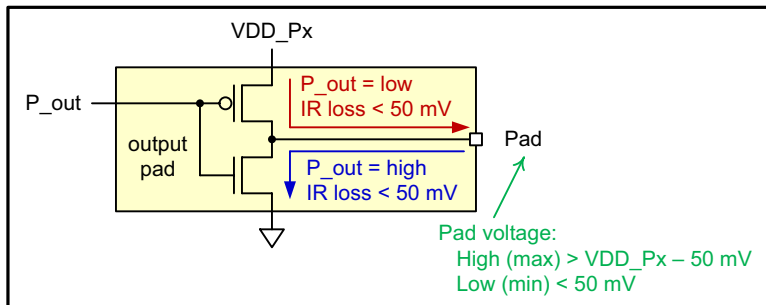 VDD_Px
P_out = low
IR loss < 50 mV
P_out
output
pad
Pad
P_out = high
IR loss < 50 mV
Pad voltage:
High (max) > VDD_Px – 50 mV
Low (min) < 50 mV